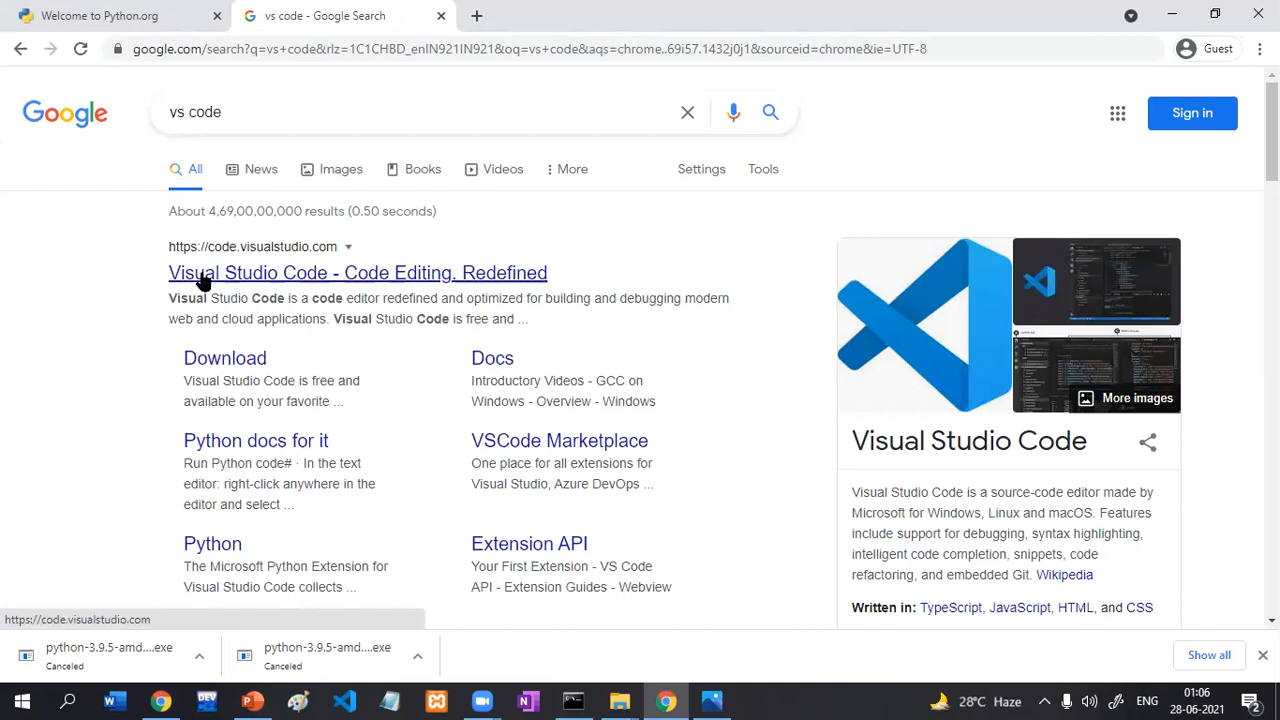 Welcome to Python.org
vs code - Google Search
google.com/search?q=vs+code&rlz=1C1CHBD_enIN921IN921&oq=vs+code&aqs=chrome..69i57.1432j0j1&sourceid=chrome&ie=UTF-8
Guest
Google
vs code
Sign in
All
News
Images
Books
Videos
More
Settings
Tools
About 4,69,00,00,000 results (0.50 seconds)
https://code.visualstudio.com
Visual Studio Code - Code Editing. Redefined
Visual Studio Code is a code editor redefined and optimized for building and debugging modern
web and cloud applications. Visual Studio Code is free and ...
Download
Visual Studio Code is free and
available on your favorite ...
Docs
Introductory Videos - GCC on
Windows - Overview - Windows
Python docs for it
Run Python code# · In the text
editor: right-click anywhere in the
editor and select ...
VSCode Marketplace
One place for all extensions for
Visual Studio, Azure DevOps ...
Python
The Microsoft Python Extension for
Visual Studio Code collects ...
Extension API
Your First Extension - VS Code
API - Extension Guides - Webview
More images
Visual Studio Code
Visual Studio Code is a source-code editor made by
Microsoft for Windows, Linux and macOS. Features
include support for debugging, syntax highlighting,
intelligent code completion, snippets, code
refactoring, and embedded Git. Wikipedia
Written in: TypeScript, JavaScript, HTML, and CSS
https://code.visualstudio.com
python-3.9.5-amd....exe
Canceled
python-3.9.5-amd....exe
Canceled
Show all
DEV
28°C Haze
ENG
01:06
28-06-2021
2